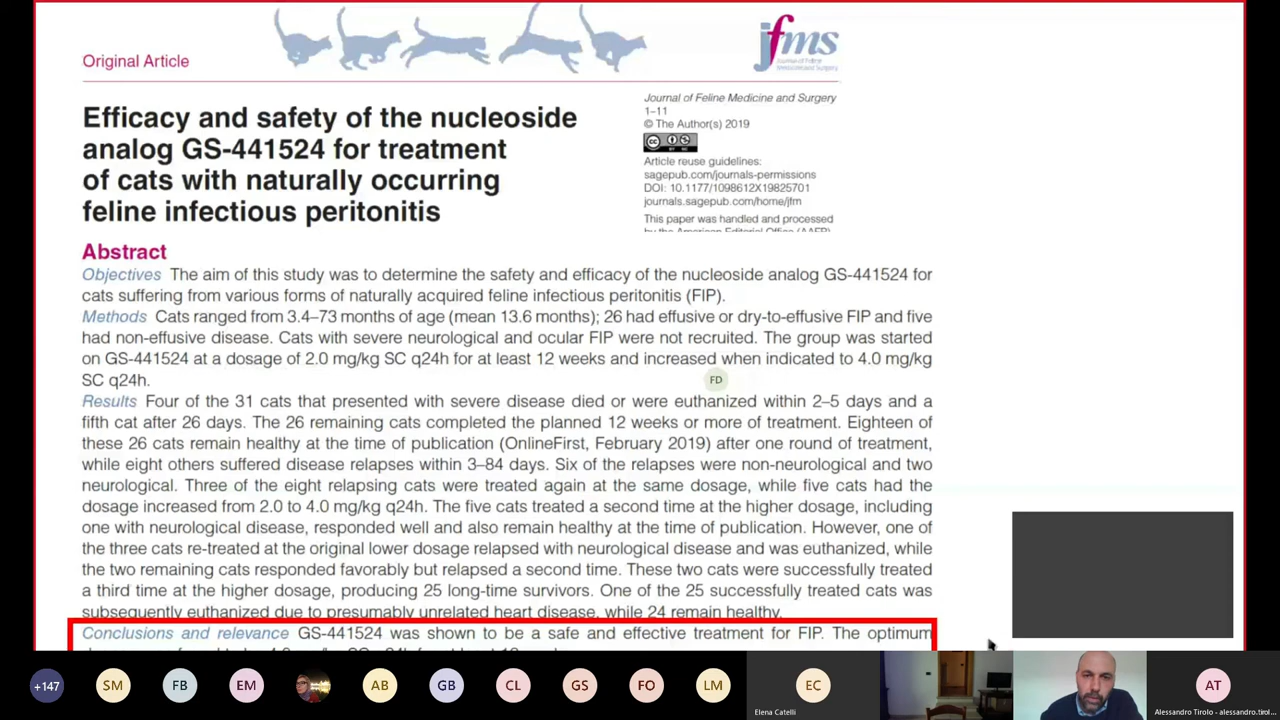 Original Article
jfms
Journal of Feline
Medicine and Surgery
Efficacy and safety of the nucleoside
analog GS-441524 for treatment
of cats with naturally occurring
feline infectious peritonitis
Journal of Feline Medicine and Surgery
1–11
© The Author(s) 2019
Article reuse guidelines:
sagepub.com/journals-permissions
DOI: 10.1177/1098612X19825701
journals.sagepub.com/home/jfm
This paper was handled and processed
by the American Editorial Office (AAFP)
Abstract
Objectives The aim of this study was to determine the safety and efficacy of the nucleoside analog GS-441524 for
cats suffering from various forms of naturally acquired feline infectious peritonitis (FIP).
Methods Cats ranged from 3.4–73 months of age (mean 13.6 months); 26 had effusive or dry-to-effusive FIP and five
had non-effusive disease. Cats with severe neurological and ocular FIP were not recruited. The group was started
on GS-441524 at a dosage of 2.0 mg/kg SC q24h for at least 12 weeks and increased when indicated to 4.0 mg/kg
SC q24h.
FD
Results Four of the 31 cats that presented with severe disease died or were euthanized within 2–5 days and a
fifth cat after 26 days. The 26 remaining cats completed the planned 12 weeks or more of treatment. Eighteen of
these 26 cats remain healthy at the time of publication (OnlineFirst, February 2019) after one round of treatment,
while eight others suffered disease relapses within 3–84 days. Six of the relapses were non-neurological and two
neurological. Three of the eight relapsing cats were treated again at the same dosage, while five cats had the
dosage increased from 2.0 to 4.0 mg/kg q24h. The five cats treated a second time at the higher dosage, including
one with neurological disease, responded well and also remain healthy at the time of publication. However, one of
the three cats re-treated at the original lower dosage relapsed with neurological disease and was euthanized, while
the two remaining cats responded favorably but relapsed a second time. These two cats were successfully treated
a third time at the higher dosage, producing 25 long-time survivors. One of the 25 successfully treated cats was
subsequently euthanized due to presumably unrelated heart disease, while 24 remain healthy.
Conclusions and relevance GS-441524 was shown to be a safe and effective treatment for FIP. The optimum
+147
SM
FB
EM
AB
GB
CL
GS
FO
LM
EC
Elena Catelli
AT
Alessandro Tirolo - alessandro.tirol...